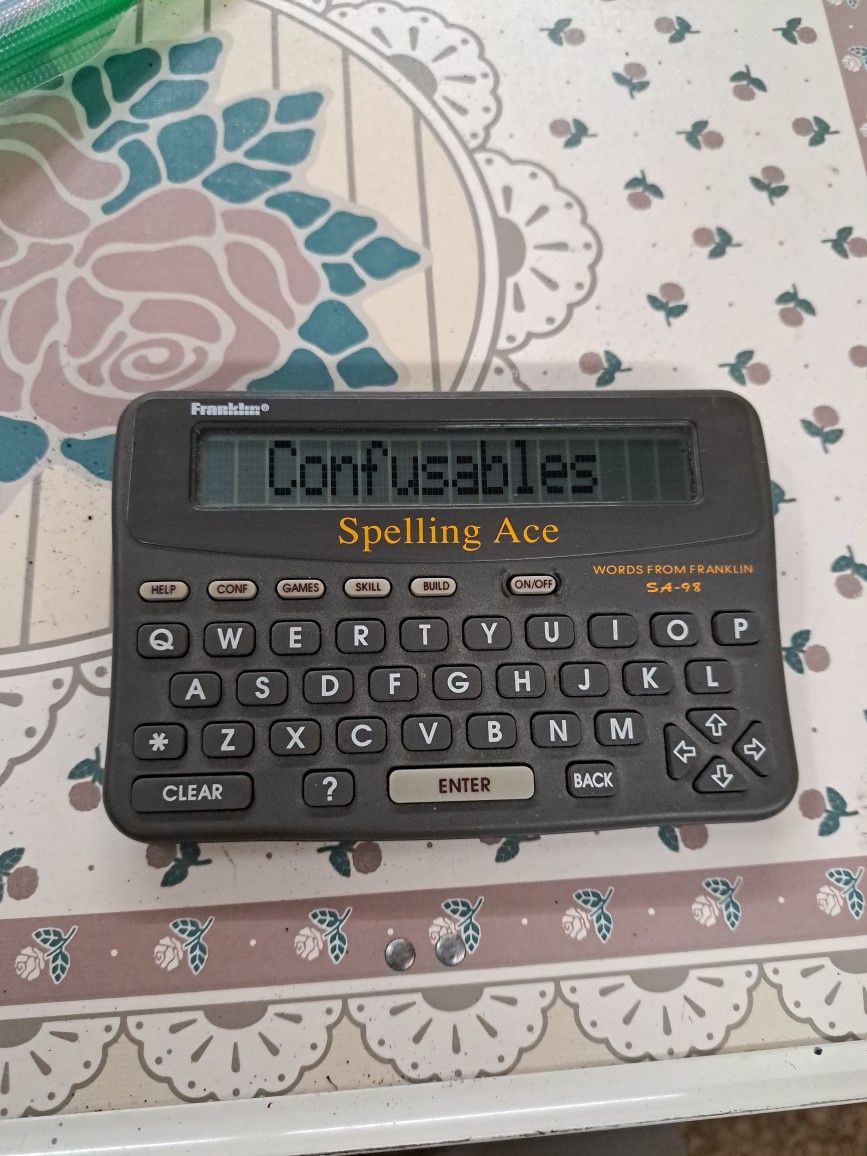 Franklin®
Confusables
Spelling Ace
WORDS FROM FRANKLIN
SA-98
HELP CONF GAMES SKILL BUILD ON/OFF
Q W E R T Y U I O P
A S D F G H J K L
* Z X C V B N M
CLEAR ? ENTER BACK